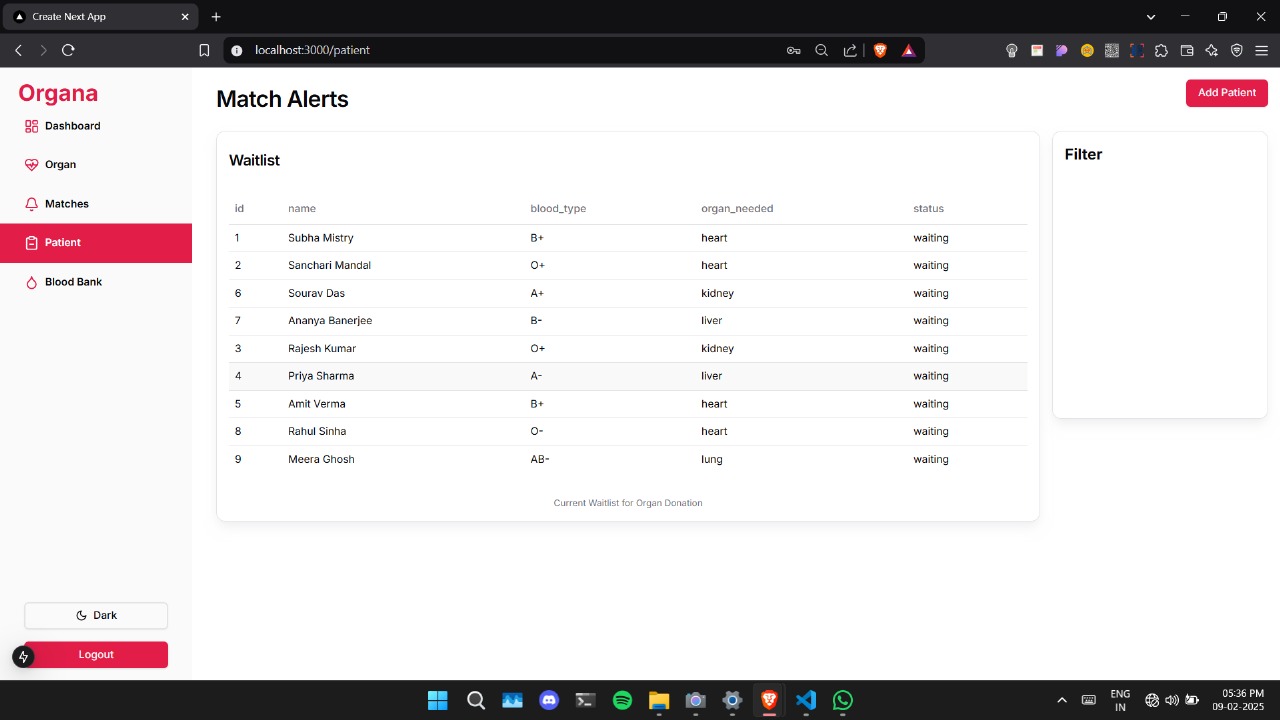 Create Next App
localhost:3000/patient
Organa
Dashboard
Organ
Matches
Patient
Blood Bank
Dark
Logout
Match Alerts
Add Patient
Waitlist
id name blood_type organ_needed status
1 Subha Mistry B+ heart waiting
2 Sanchari Mandal O+ heart waiting
6 Sourav Das A+ kidney waiting
7 Ananya Banerjee B- liver waiting
3 Rajesh Kumar O+ kidney waiting
4 Priya Sharma A- liver waiting
5 Amit Verma B+ heart waiting
8 Rahul Sinha O- heart waiting
9 Meera Ghosh AB- lung waiting
Current Waitlist for Organ Donation
Filter
ENG
IN
05:36 PM
09-02-2025